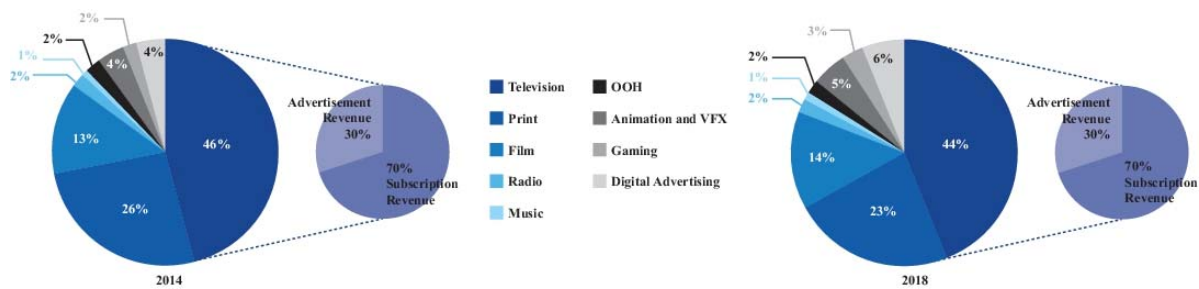 2%
2%
1%
2%
4%
4%
13%
46%
26%
Advertisement
Revenue
30%
70%
Subscription
Revenue
2014
Television
Print
Film
Radio
Music
OOH
Animation and VFX
Gaming
Digital Advertising
3%
2%
1%
2%
5%
6%
14%
44%
23%
Advertisement
Revenue
30%
70%
Subscription
Revenue
2018